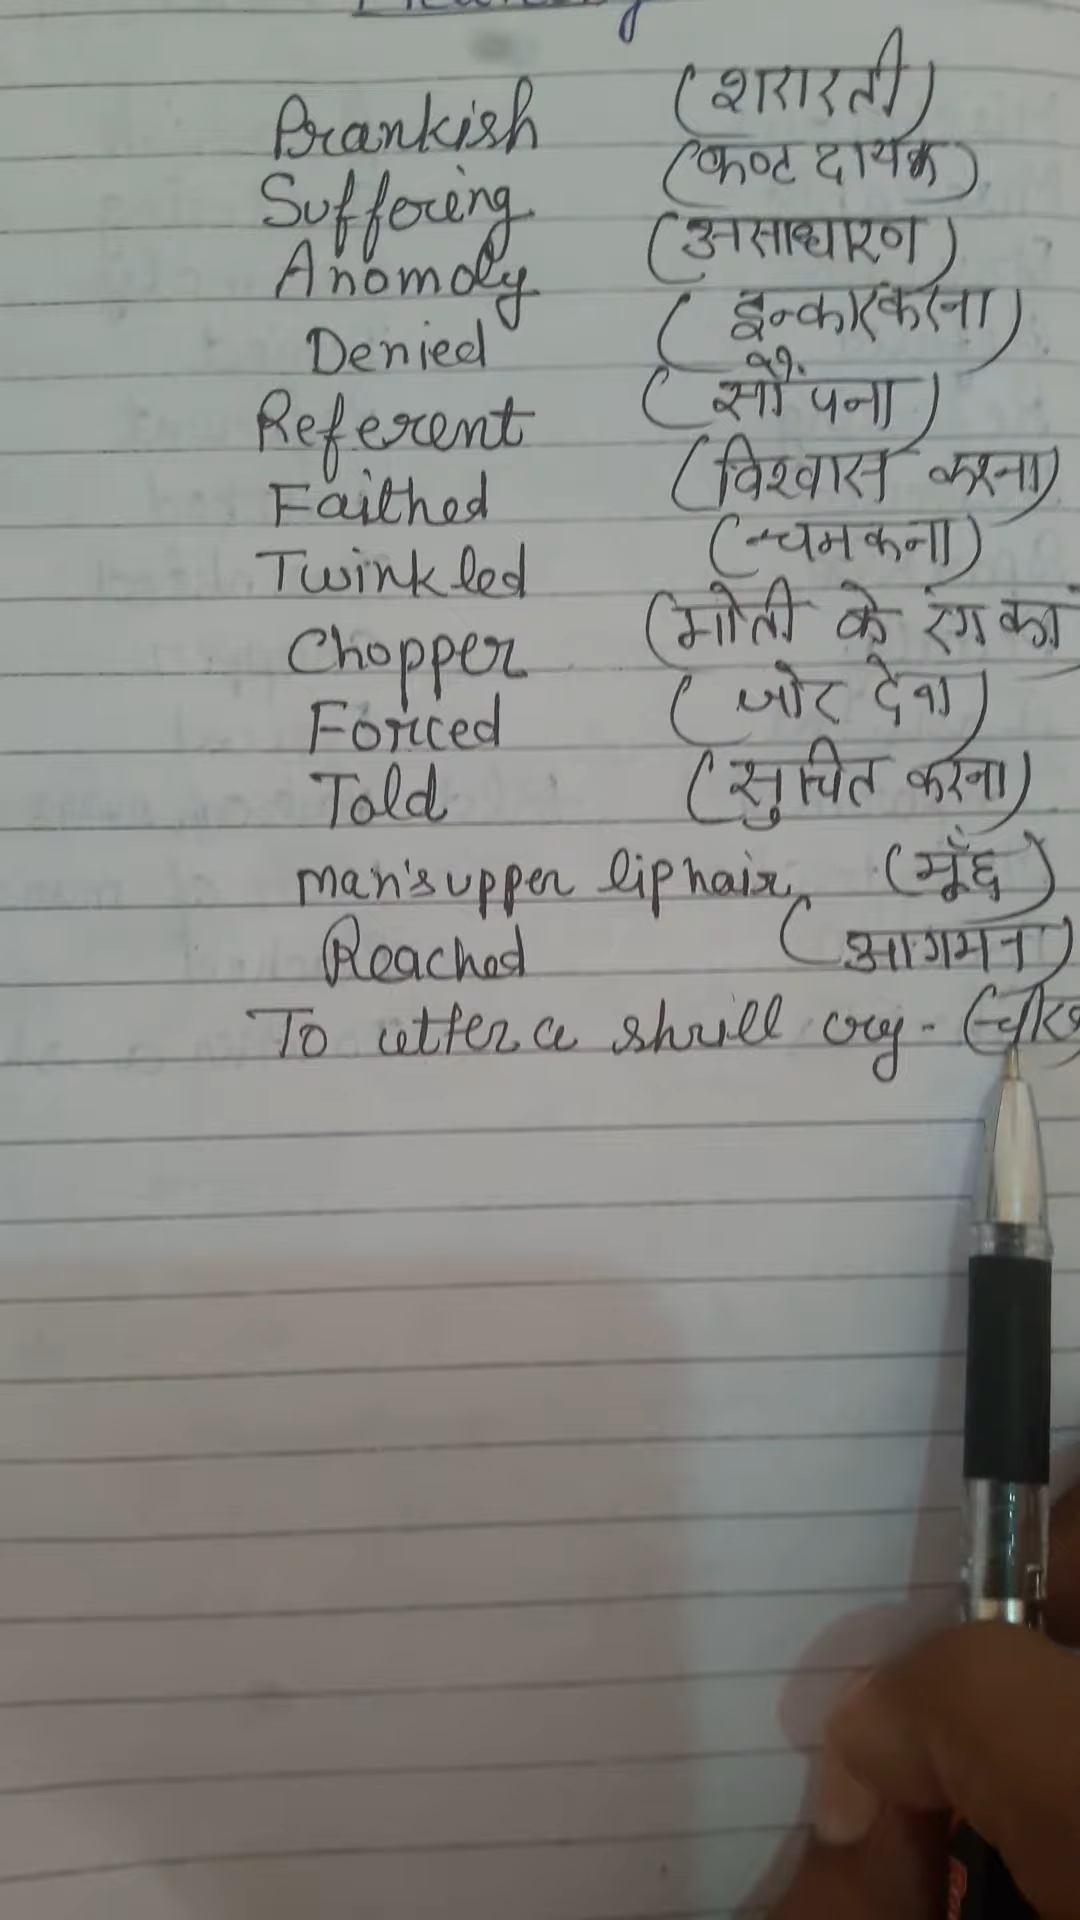 Prankish (शरारती)
Suffering (कष्ट दायक)
Anomoly (असाधारण)
Denied (इन्कार करना)
Referent (सौंपना)
Faithed (विश्वास करना)
Twinkled (चमकना)
Chopper (मोती के रंग का
Forced (जोर देना)
Told (सुचित करना)
man's upper lip hair (मूँछ)
Reached (आगमन)
To utter a shrill cry - (चीख